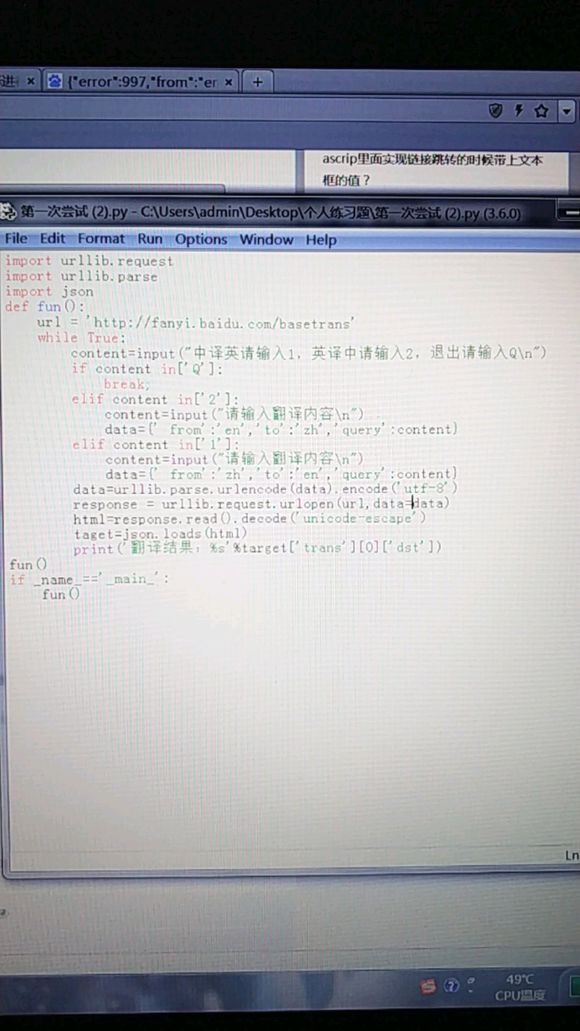 进 × {"error":997,"from":"er × +
ascrip里面实现链接跳转的时候带上文本
框的值？
第一次尝试 (2).py - C:\Users\admin\Desktop\个人练习题\第一次尝试 (2).py (3.6.0)
File Edit Format Run Options Window Help
import urllib.request
import urllib.parse
import json
def fun():
    url = 'http://fanyi.baidu.com/basetrans'
    while True:
        content=input("中译英请输入1，英译中请输入2，退出请输入Q\n")
        if content in['Q']:
            break;
        elif content in['2']:
            content=input("请输入翻译内容\n")
            data={' from':'en','to':'zh','query':content}
        elif content in['1']:
            content=input("请输入翻译内容\n")
            data={' from':'zh','to':'en','query':content}
        data=urllib.parse.urlencode(data).encode('utf-8')
        response = urllib.request.urlopen(url,data=data)
        html=response.read().decode('unicode-escape')
        taget=json.loads(html)
        print('翻译结果：%s'%target['trans'][0]['dst'])
fun()
if _name_=='_main_':
    fun()
Ln
49℃
CPU温度